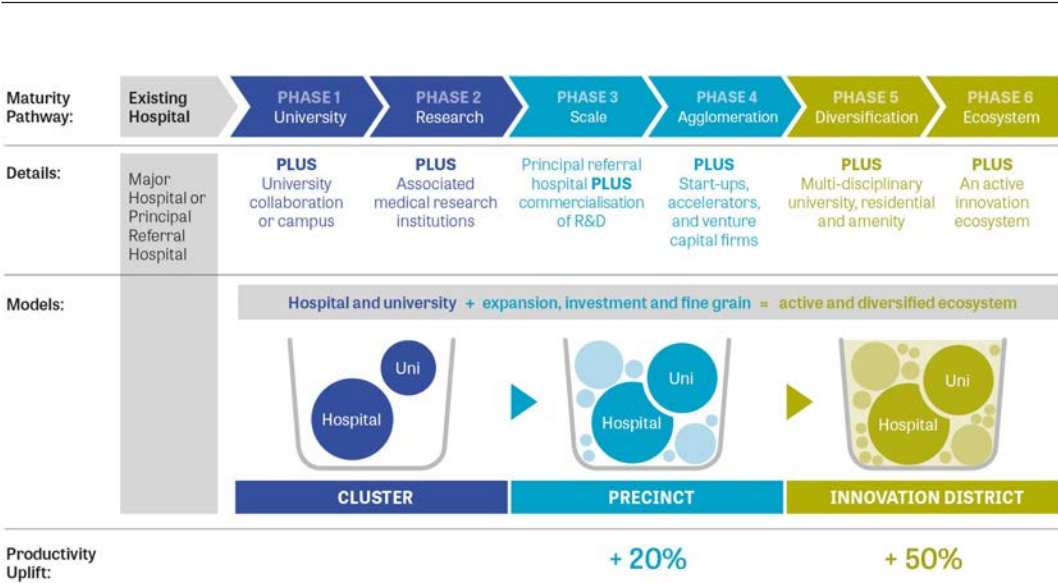 Maturity
Pathway:
Existing
Hospital
PHASE 1
University
PHASE 2
Research
PHASE 3
Scale
PHASE 4
Agglomeration
PHASE 5
Diversification
PHASE 6
Ecosystem
Details:
Major
Hospital or
Principal
Referral
Hospital
PLUS
University
collaboration
or campus
PLUS
Associated
medical research
institutions
Principal referral
hospital PLUS
commercialisation
of R&D
PLUS
Start-ups,
accelerators,
and venture
capital firms
PLUS
Multi-disciplinary
university, residential
and amenity
PLUS
An active
innovation
ecosystem
Models:
Hospital and university + expansion, investment and fine grain = active and diversified ecosystem
Uni
Hospital
Uni
Hospital
Uni
Hospital
CLUSTER
PRECINCT
INNOVATION DISTRICT
Productivity
Uplift:
+ 20%
+ 50%